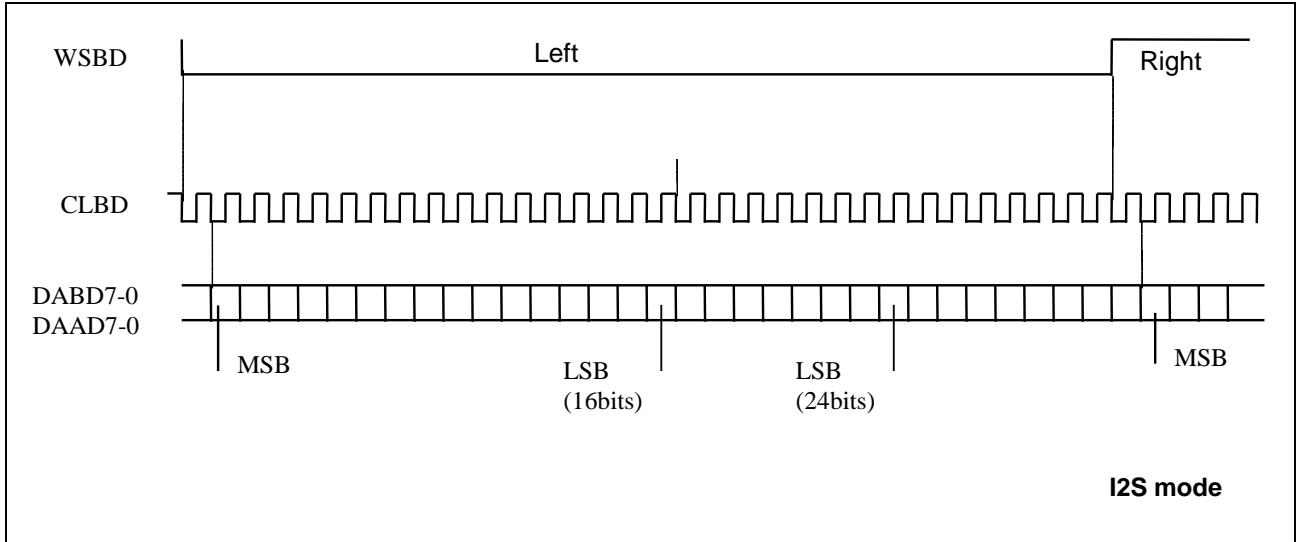 WSBD
Left
Right
CLBD
DABD7-0
DAAD7-0
MSB
LSB
(16bits)
LSB
(24bits)
MSB
I2S mode